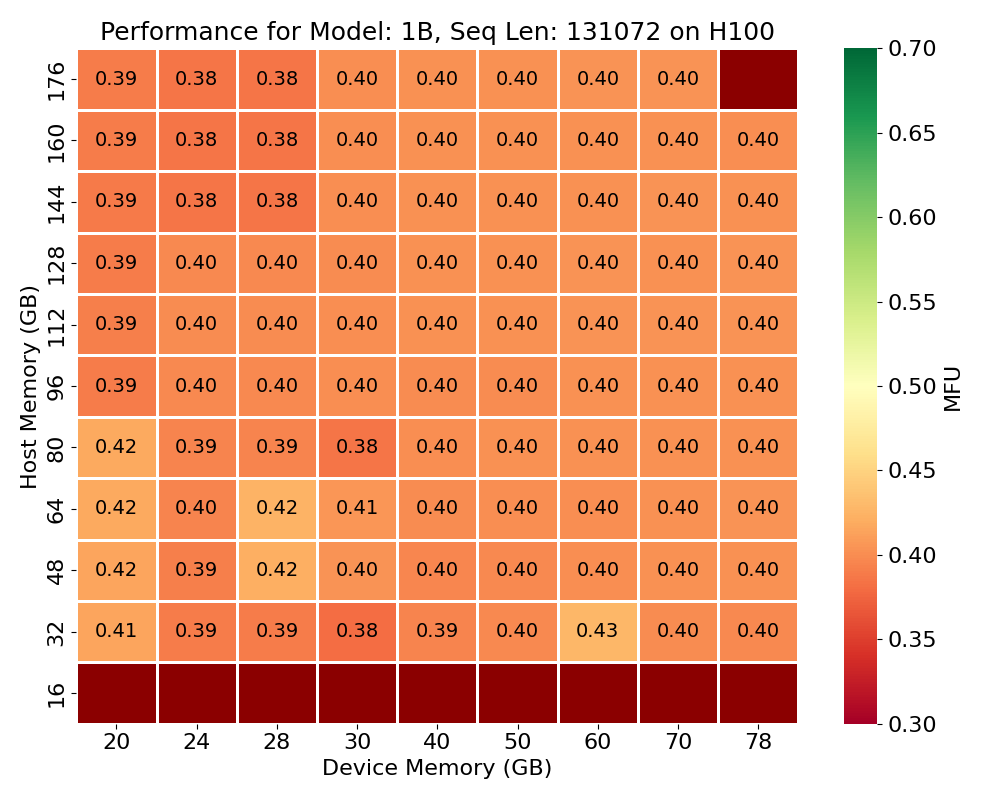 Performance for Model: 1B, Seq Len: 131072 on H100
176 0.39 0.38 0.38 0.40 0.40 0.40 0.40 0.40
160 0.39 0.38 0.38 0.40 0.40 0.40 0.40 0.40 0.40
144 0.39 0.38 0.38 0.40 0.40 0.40 0.40 0.40 0.40
128 0.39 0.40 0.40 0.40 0.40 0.40 0.40 0.40 0.40
112 0.39 0.40 0.40 0.40 0.40 0.40 0.40 0.40 0.40
96 0.39 0.40 0.40 0.40 0.40 0.40 0.40 0.40 0.40
80 0.42 0.39 0.39 0.38 0.40 0.40 0.40 0.40 0.40
64 0.42 0.40 0.42 0.41 0.40 0.40 0.40 0.40 0.40
48 0.42 0.39 0.42 0.40 0.40 0.40 0.40 0.40 0.40
32 0.41 0.39 0.39 0.38 0.39 0.40 0.43 0.40 0.40
16
20 24 28 30 40 50 60 70 78
Device Memory (GB)
Host Memory (GB)
0.70
0.65
0.60
0.55
0.50
0.45
0.40
0.35
0.30
MFU